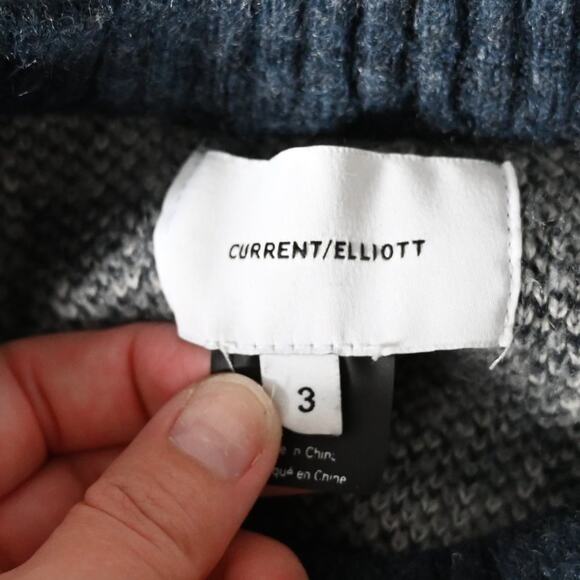 CURRENT/ELLIOTT
3
in China
en Chine